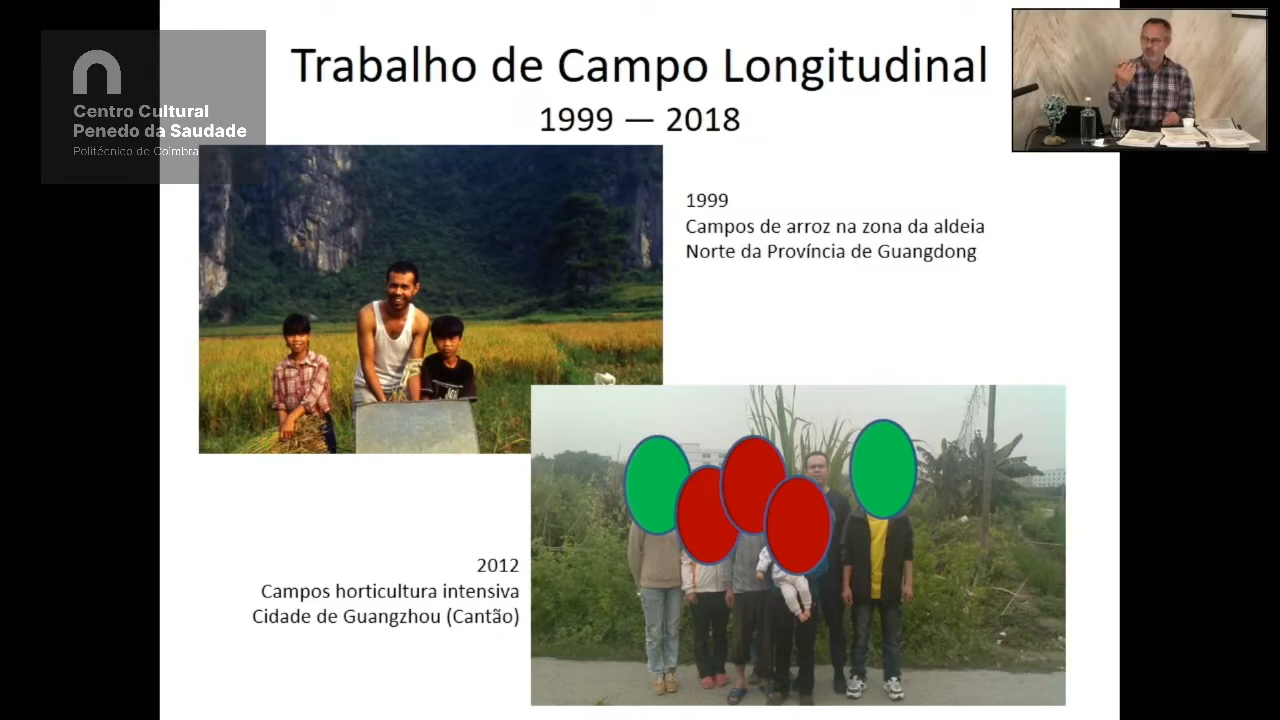 Trabalho de Campo Longitudinal
1999 — 2018
Centro Cultural
Penedo da Saudade
Politécnico de Coimbra
1999
Campos de arroz na zona da aldeia
Norte da Província de Guangdong
2012
Campos horticultura intensiva
Cidade de Guangzhou (Cantão)